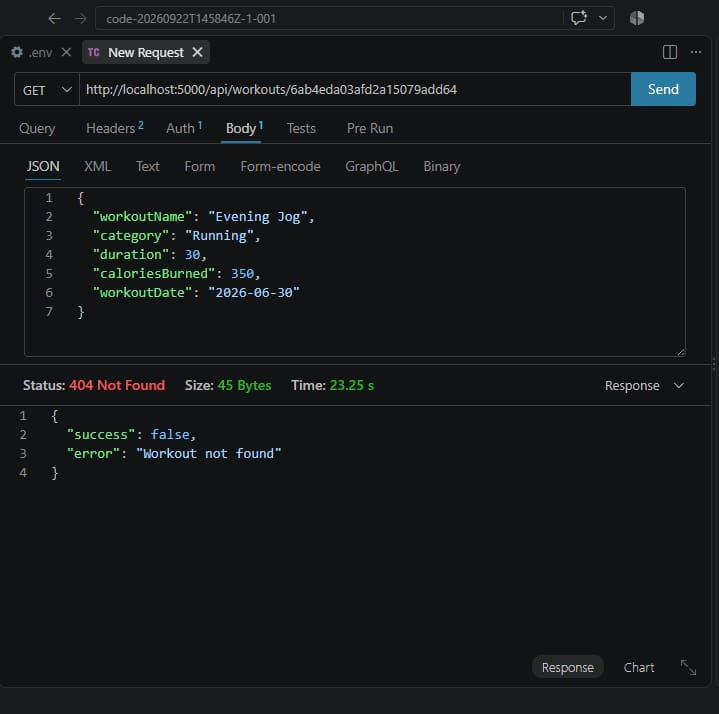 code-20260922T145846Z-1-001
.env
TC New Request
GET http://localhost:5000/api/workouts/6ab4eda03afd2a15079add64 Send
Query Headers 2 Auth 1 Body 1 Tests Pre Run
JSON XML Text Form Form-encode GraphQL Binary
1 {
2 "workoutName": "Evening Jog",
3 "category": "Running",
4 "duration": 30,
5 "caloriesBurned": 350,
6 "workoutDate": "2026-06-30"
7 }
Status: 404 Not Found Size: 45 Bytes Time: 23.25 s Response
1 {
2 "success": false,
3 "error": "Workout not found"
4 }
Response Chart